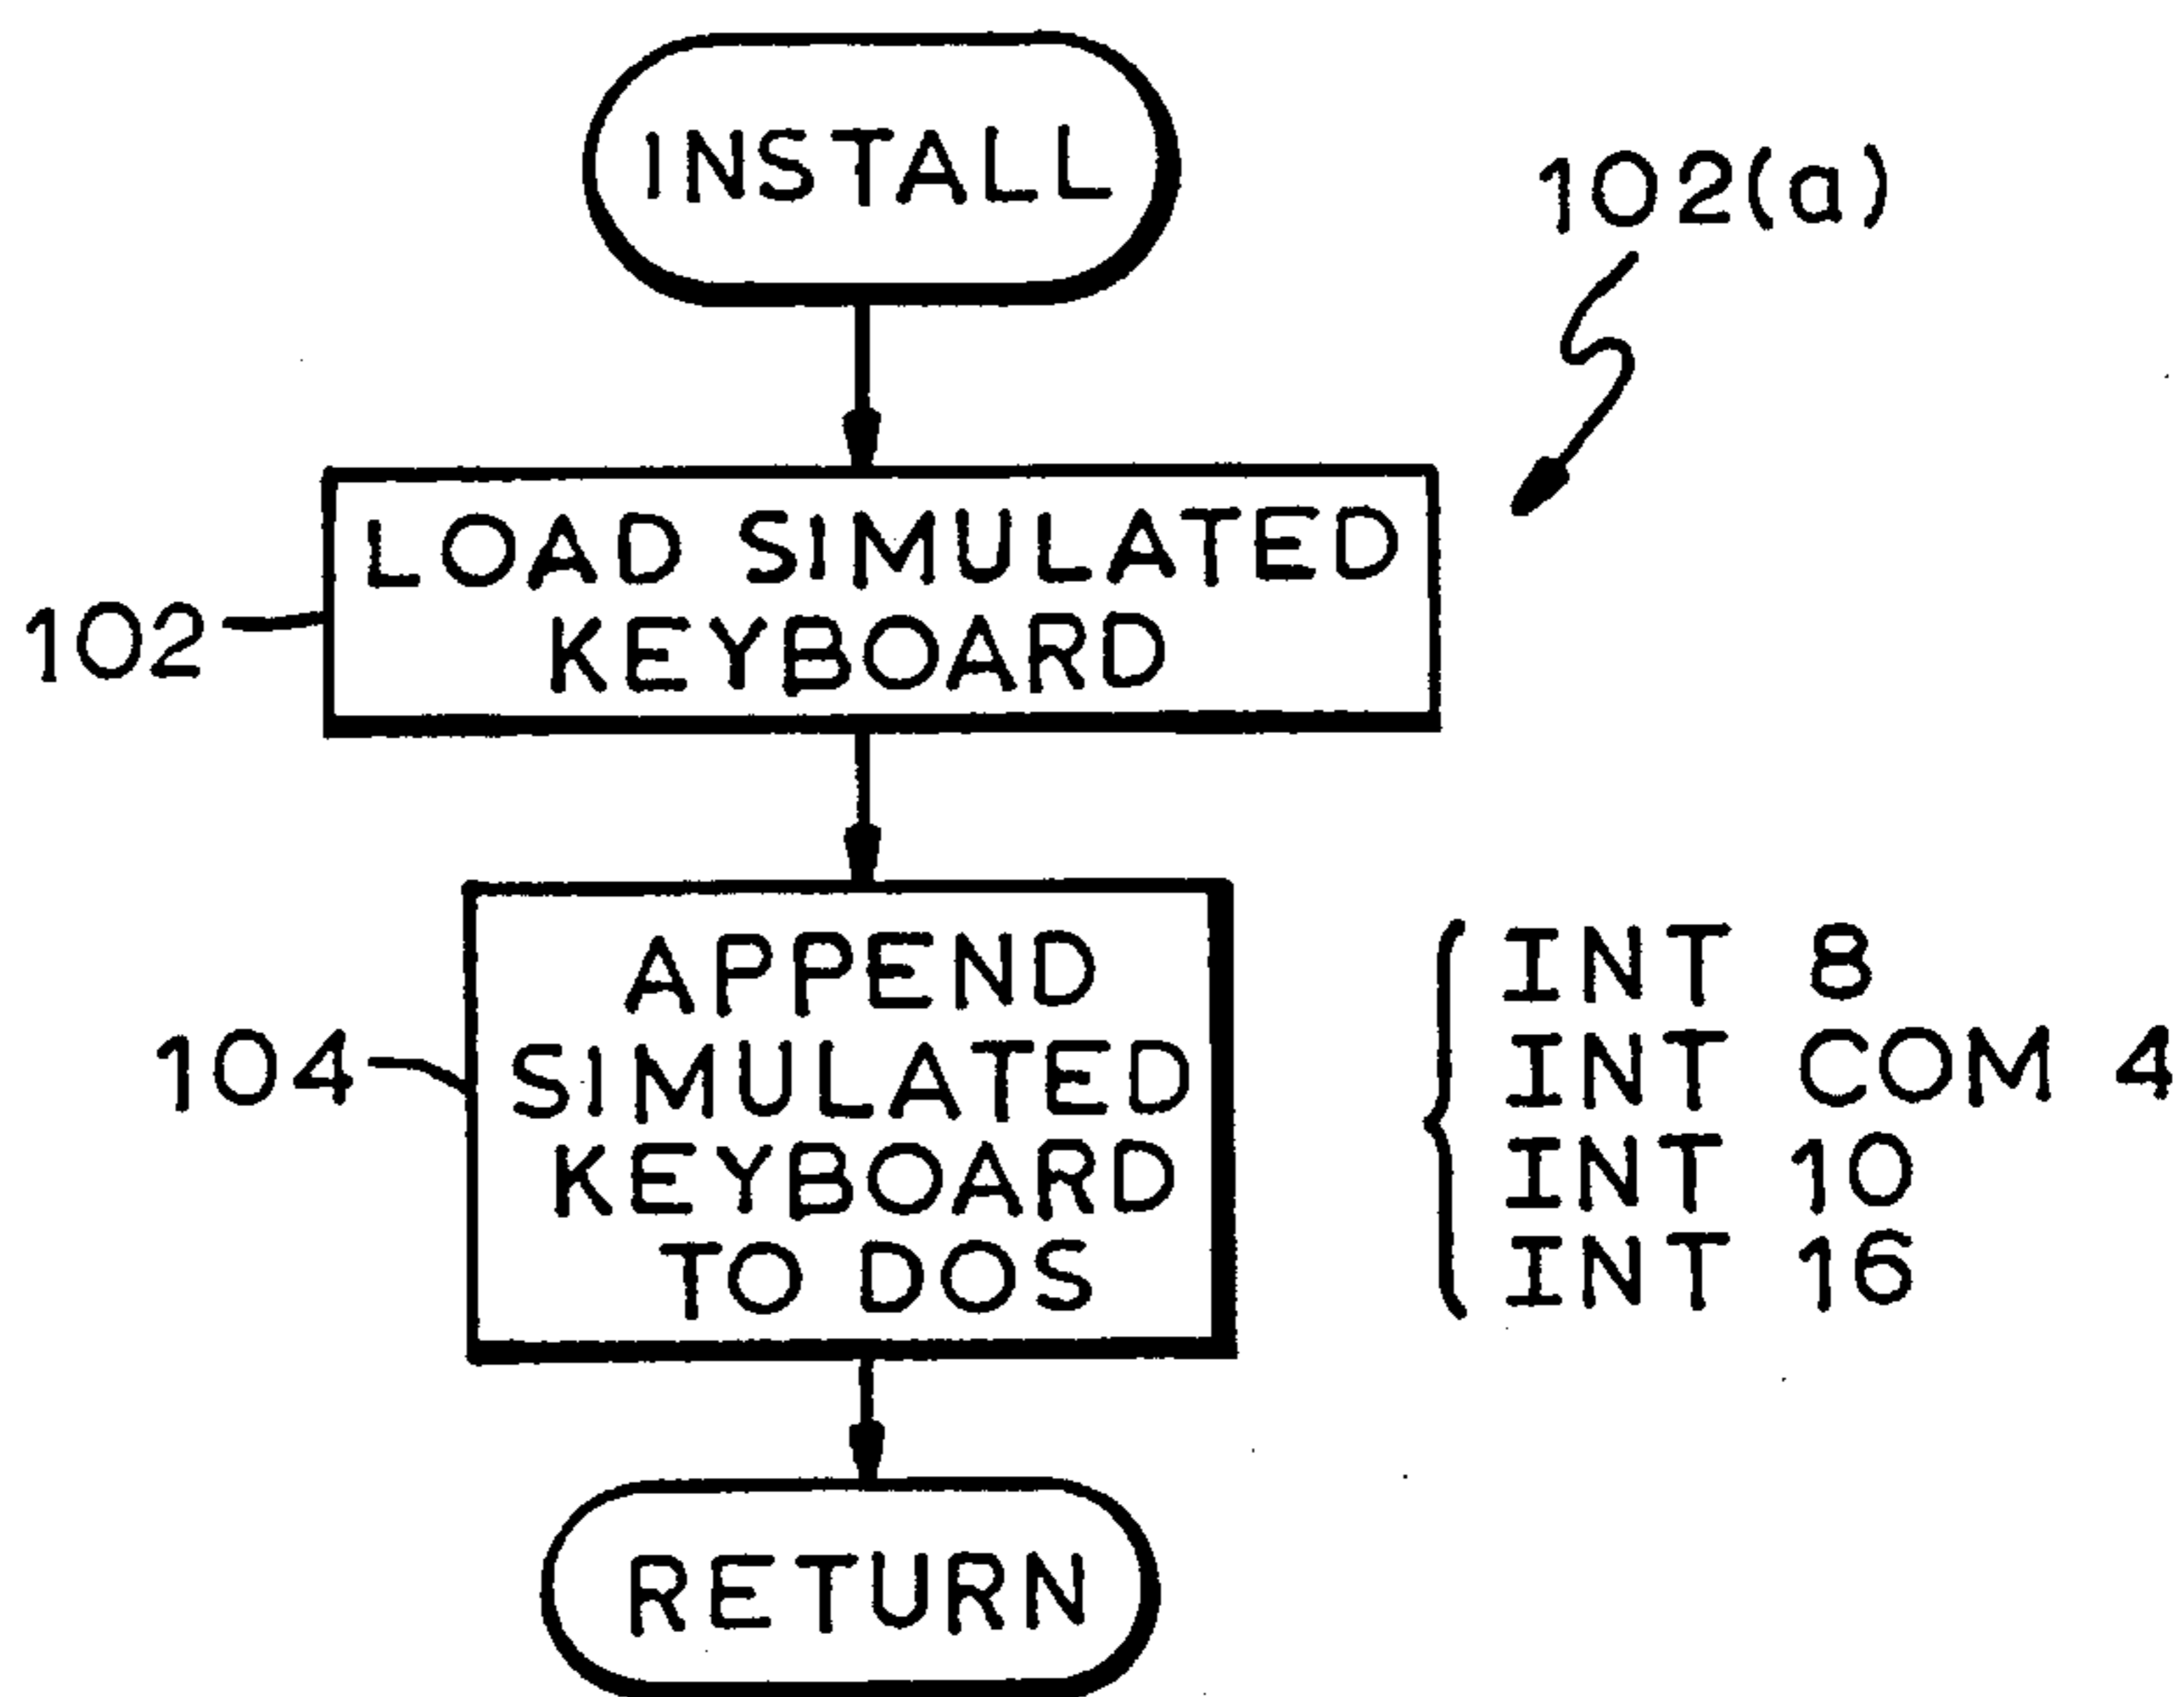 INSTALL
102(a)
LOAD SIMULATED
KEYBOARD
102
APPEND
SIMULATED
KEYBOARD
TO DOS
104
INT 8
INT COM 4
INT 10
INT 16
RETURN